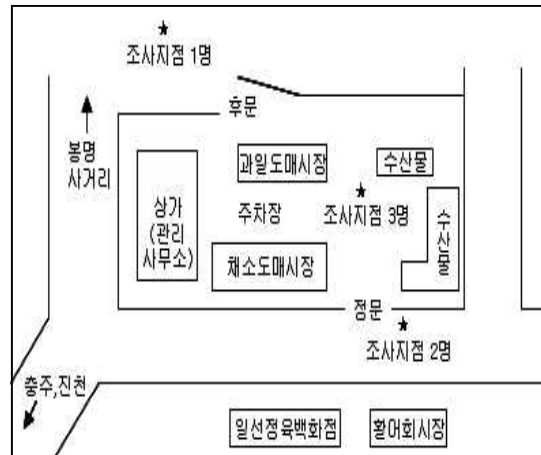 ★
조사지점 1명
후문
봉명
사거리
과일도매시장
수산물
★
주차장
조사지점 3명
상가
(관리
사무소)
수산물
채소도매시장
정문
★
조사지점 2명
충주,진천
일선정육백화점
활어회시장